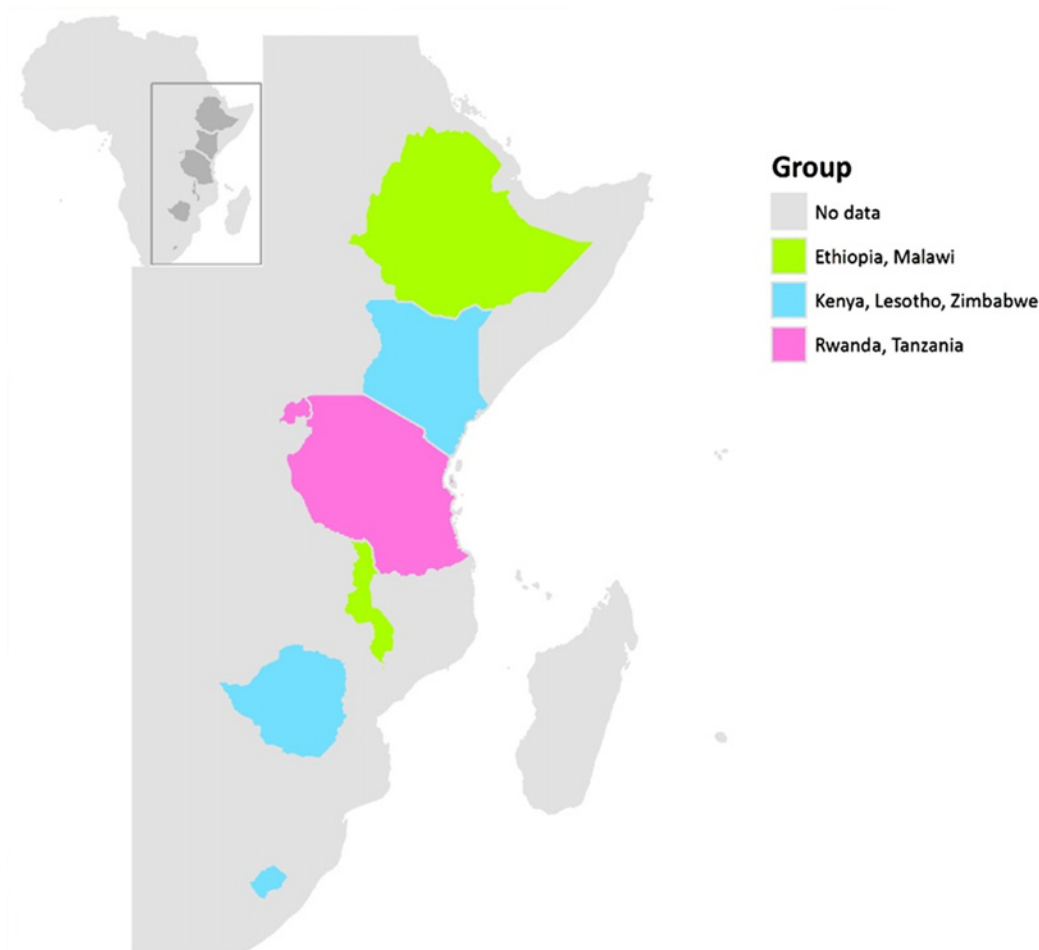 Group
No data
Ethiopia, Malawi
Kenya, Lesotho, Zimbabwe
Rwanda, Tanzania